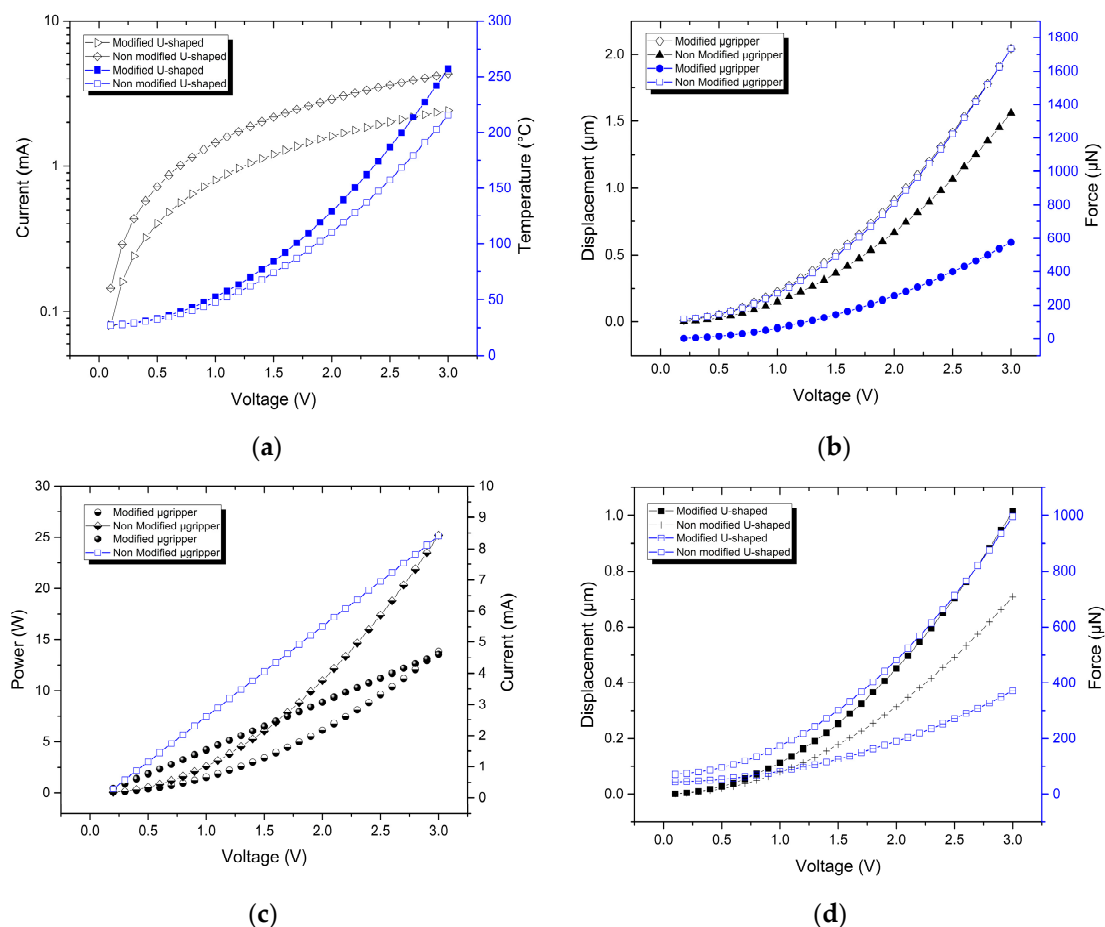 Current (mA)
10
1
0.1
Modified U-shaped
Non modified U-shaped
Modified U-shaped
Non modified U-shaped
300
250
200
150
100
50
0
Temperature (°C)
0.0 0.5 1.0 1.5 2.0 2.5 3.0
Voltage (V)
(a)
Displacement (µm)
2.0
1.5
1.0
0.5
0.0
Modified µgripper
Non Modified µgripper
Modified µgripper
Non Modified µgripper
1800
1600
1400
1200
1000
800
600
400
200
0
Force (µN)
0.0 0.5 1.0 1.5 2.0 2.5 3.0
Voltage (V)
(b)
Power (W)
30
25
20
15
10
5
0
Modified µgripper
Non Modified µgripper
Modified µgripper
Non Modified µgripper
10
9
8
7
6
5
4
3
2
1
0
Current (mA)
0.0 0.5 1.0 1.5 2.0 2.5 3.0
Voltage (V)
(c)
Displacement (µm)
1.0
0.8
0.6
0.4
0.2
0.0
Modified U-shaped
Non modified U-shaped
Modified U-shaped
Non modified U-shaped
1000
800
600
400
200
0
Force (µN)
0.0 0.5 1.0 1.5 2.0 2.5 3.0
Voltage (V)
(d)